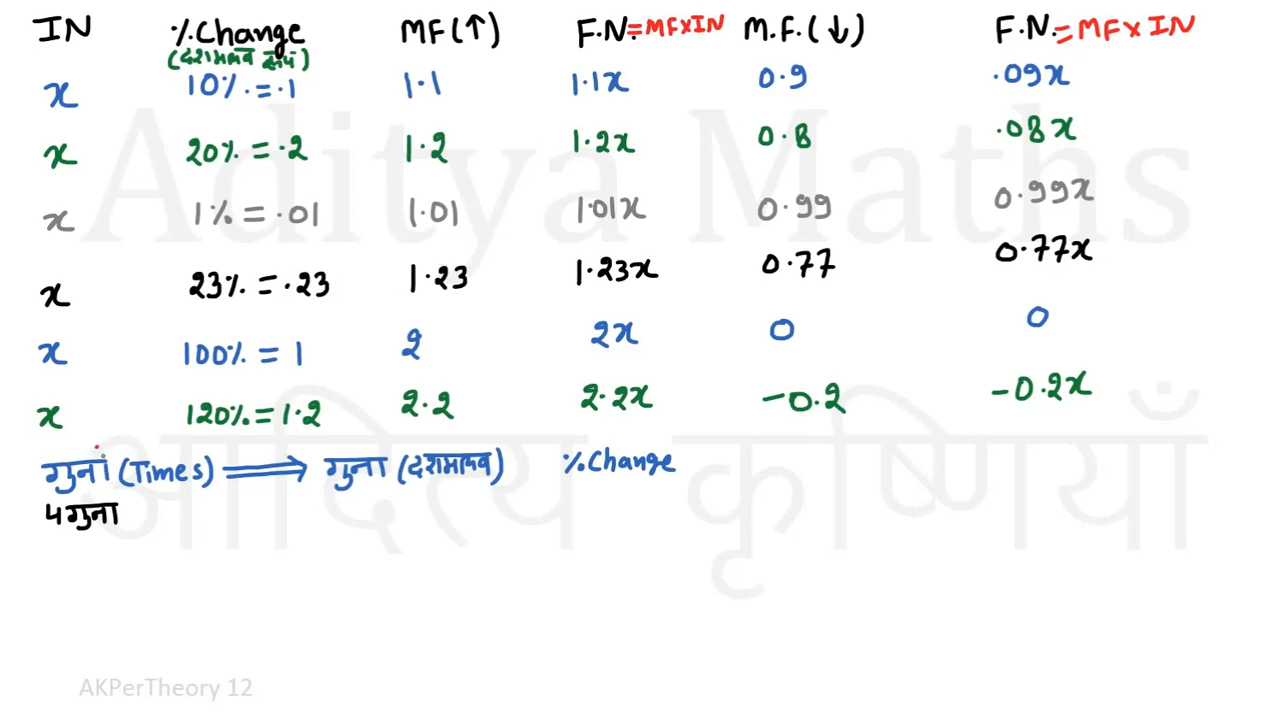 IN %Change MF(↑) F.N.=MF×IN M.F.(↓) F.N.=MF×IN
(दशमलव रूप)
x 10%.=.1 1.1 1.1x 0.9 .09x
x 20%=.2 1.2 1.2x 0.8 .08x
x 1%=.01 1.01 1.01x 0.99 0.99x
x 23%=.23 1.23 1.23x 0.77 0.77x
x 100%=1 2 2x 0 0
x 120%=1.2 2.2 2.2x -0.2 -0.2x
गुना (Times) ⟹ गुना (दशमलव) %Change
4गुना
Aditya Maths
आदित्य कृष्णियाँ
AKPerTheory 12